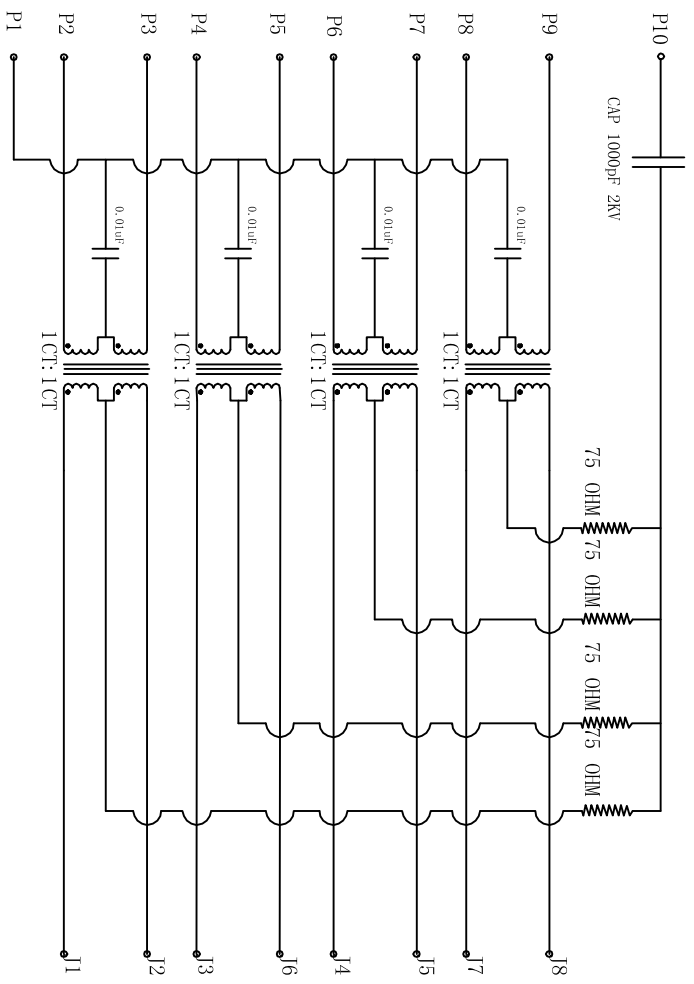 P1
P2
P3
P4
P5
P6
P7
P8
P9
P10
CAP 1000pF 2KV
0.01uF
0.01uF
0.01uF
0.01uF
1CT:1CT
1CT:1CT
1CT:1CT
1CT:1CT
75 OHM
75 OHM
75 OHM
75 OHM
J1
J2
J3
J6
J4
J5
J7
J8